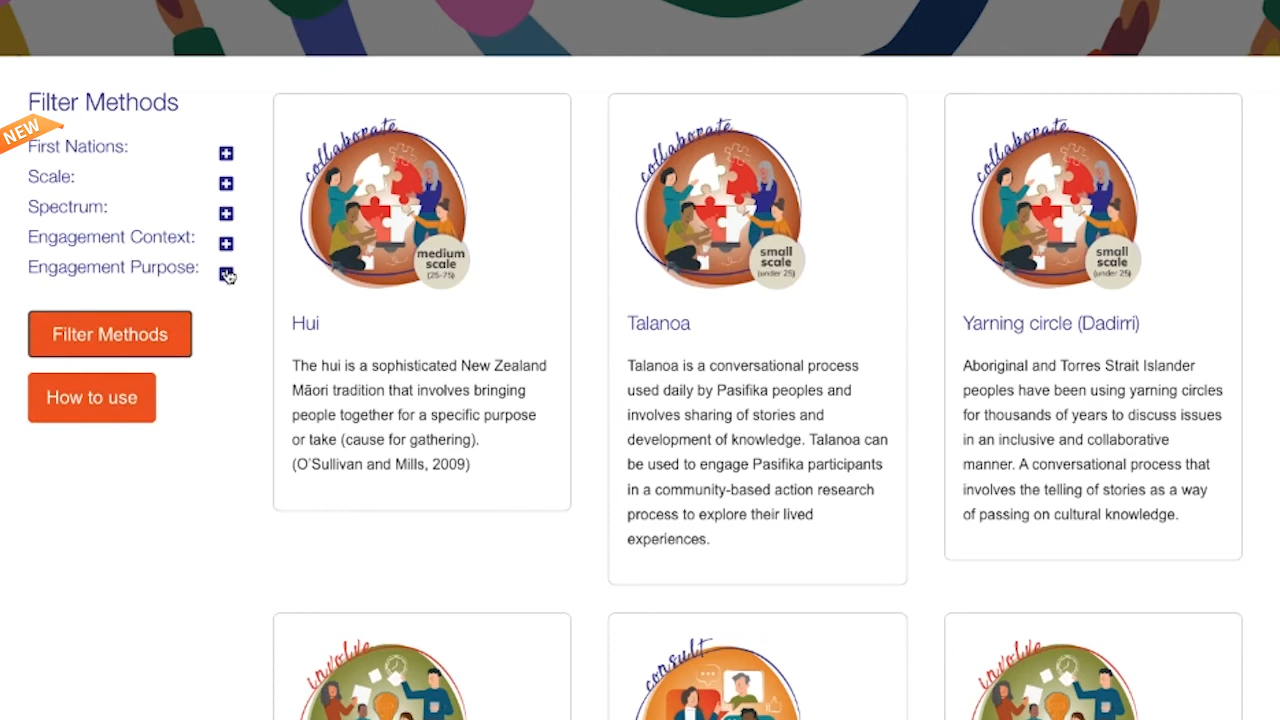 Filter Methods
NEW
First Nations:
Scale:
Spectrum:
Engagement Context:
Engagement Purpose:
Filter Methods
How to use
collaborate
medium
scale
(25-75)
Hui
The hui is a sophisticated New Zealand
Māori tradition that involves bringing
people together for a specific purpose
or take (cause for gathering).
(O'Sullivan and Mills, 2009)
collaborate
small
scale
(under 25)
Talanoa
Talanoa is a conversational process
used daily by Pasifika peoples and
involves sharing of stories and
development of knowledge. Talanoa can
be used to engage Pasifika participants
in a community-based action research
process to explore their lived
experiences.
collaborate
small
scale
(under 25)
Yarning circle (Dadirri)
Aboriginal and Torres Strait Islander
peoples have been using yarning circles
for thousands of years to discuss issues
in an inclusive and collaborative
manner. A conversational process that
involves the telling of stories as a way
of passing on cultural knowledge.
involve
consult
involve